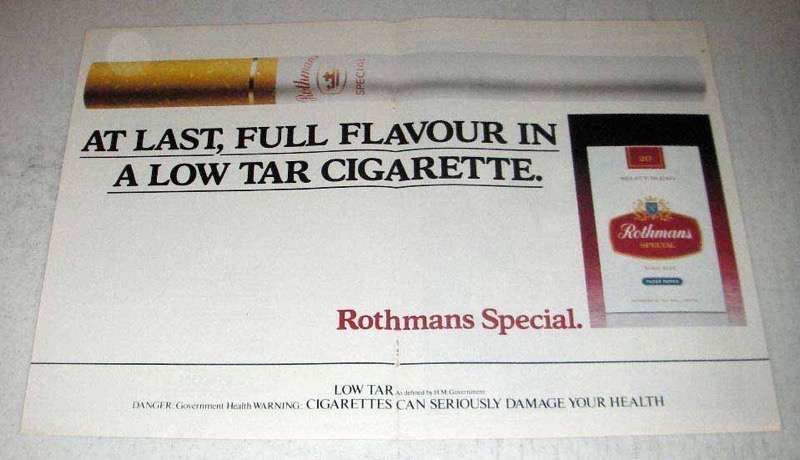 Rothmans
SPECIAL
AT LAST, FULL FLAVOUR IN
A LOW TAR CIGARETTE.
20
Rothmans
SPECIAL
Rothmans Special.
LOW TAR As defined by H.M. Government
DANGER: Government Health WARNING: CIGARETTES CAN SERIOUSLY DAMAGE YOUR HEALTH